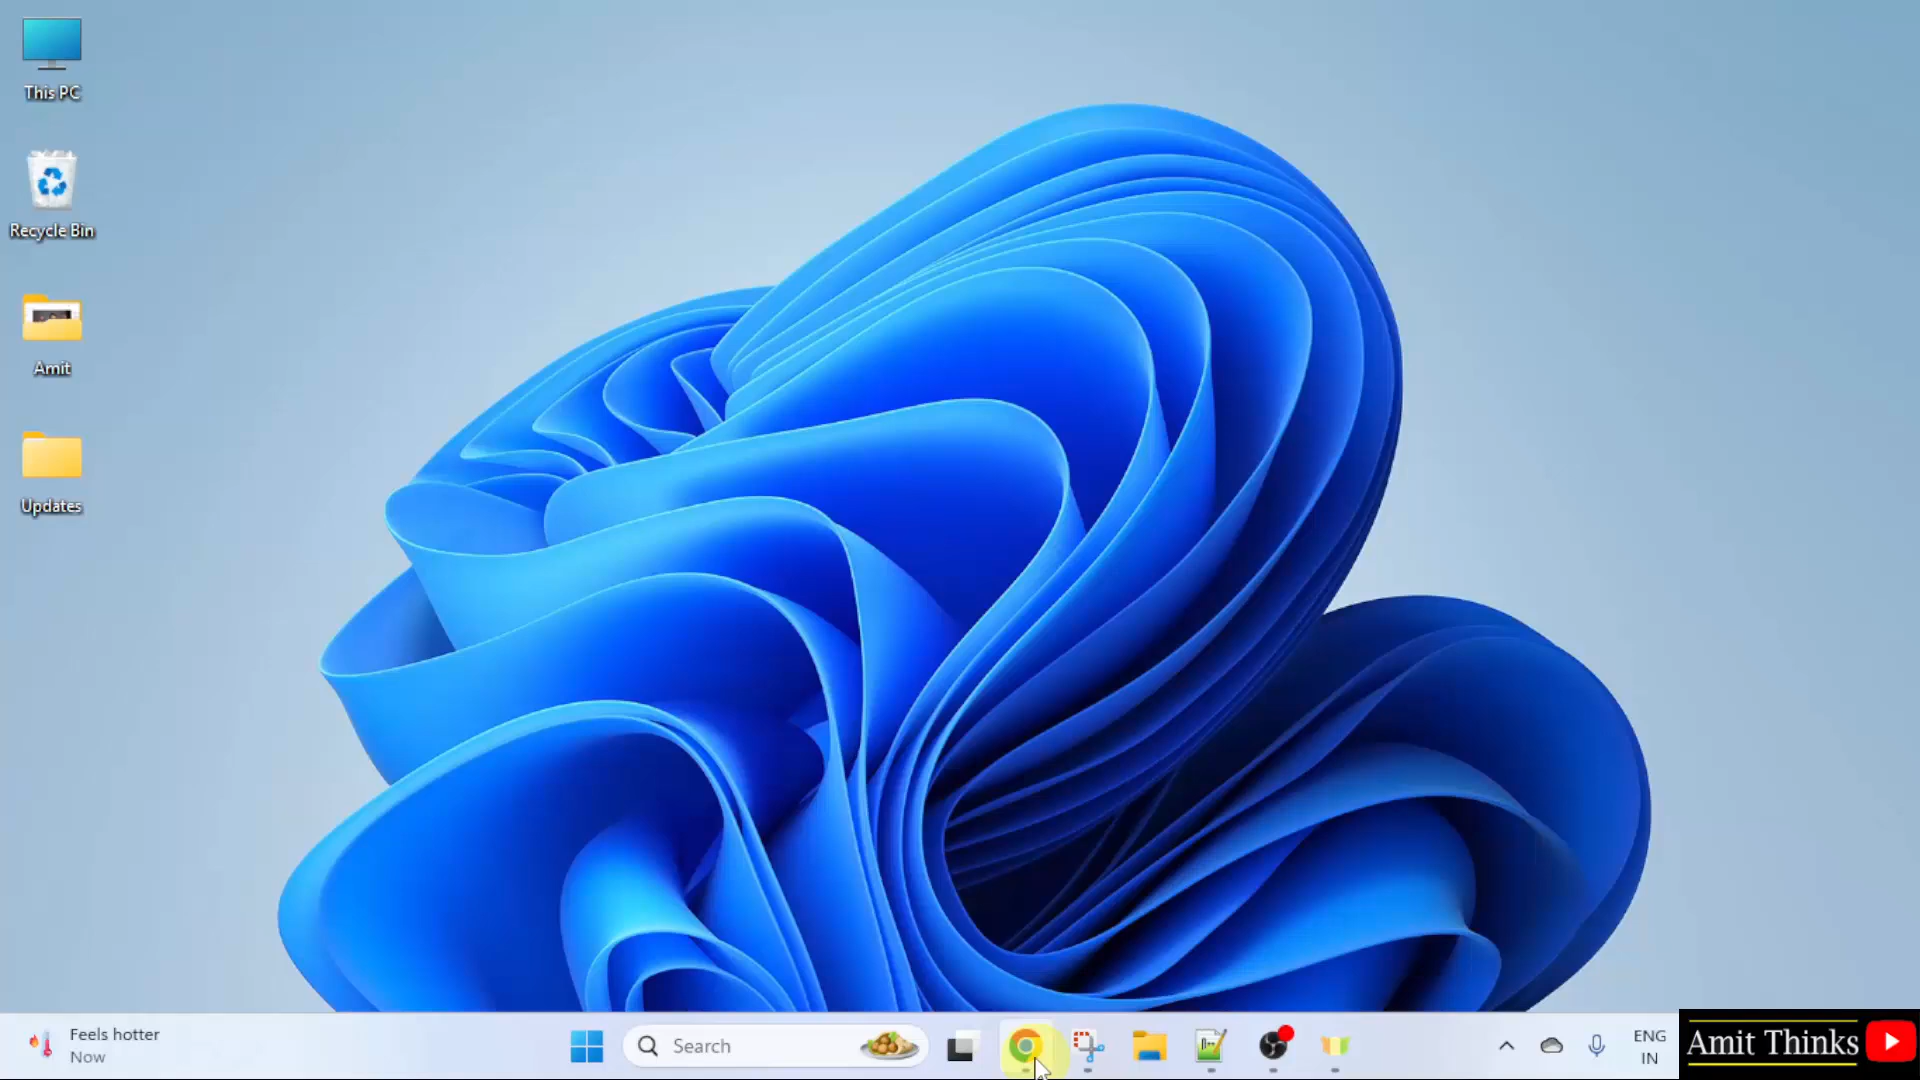 This PC
Recycle Bin
Amit
Updates
Feels hotter
Now
Search
ENG
IN
Amit Thinks